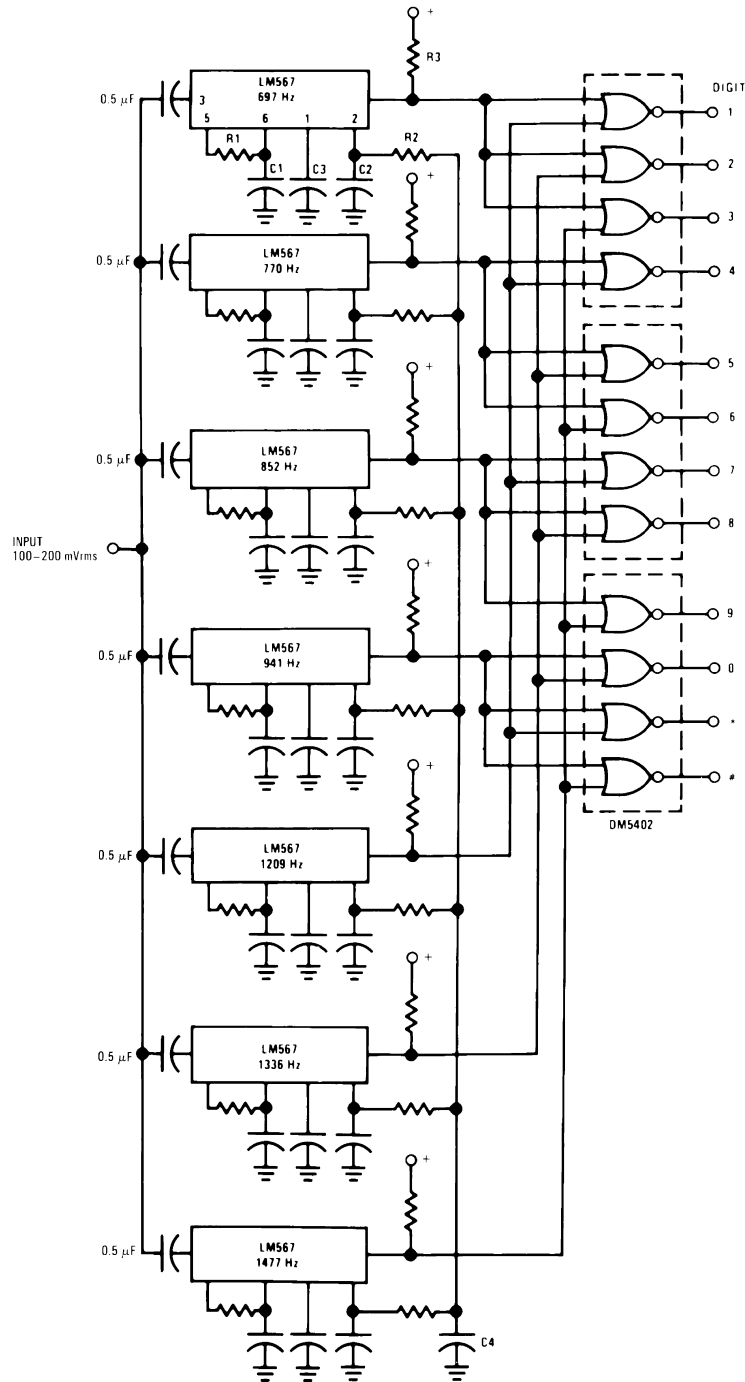 +
R3
DIGIT
0.5 μF
3
LM567
697 Hz
5 6 1 2
R1
R2
C1 C3 C2
1
2
3
4
+
0.5 μF
LM567
770 Hz
+
5
6
7
8
0.5 μF
LM567
852 Hz
INPUT
100–200 mVrms
+
9
0
*
#
0.5 μF
LM567
941 Hz
+
DM5402
0.5 μF
LM567
1209 Hz
+
0.5 μF
LM567
1336 Hz
+
0.5 μF
LM567
1477 Hz
C4